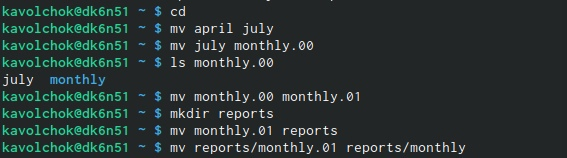 kavolchok@dk6n51 ~ $ cd
kavolchok@dk6n51 ~ $ mv april july
kavolchok@dk6n51 ~ $ mv july monthly.00
kavolchok@dk6n51 ~ $ ls monthly.00
july  monthly
kavolchok@dk6n51 ~ $ mv monthly.00 monthly.01
kavolchok@dk6n51 ~ $ mkdir reports
kavolchok@dk6n51 ~ $ mv monthly.01 reports
kavolchok@dk6n51 ~ $ mv reports/monthly.01 reports/monthly